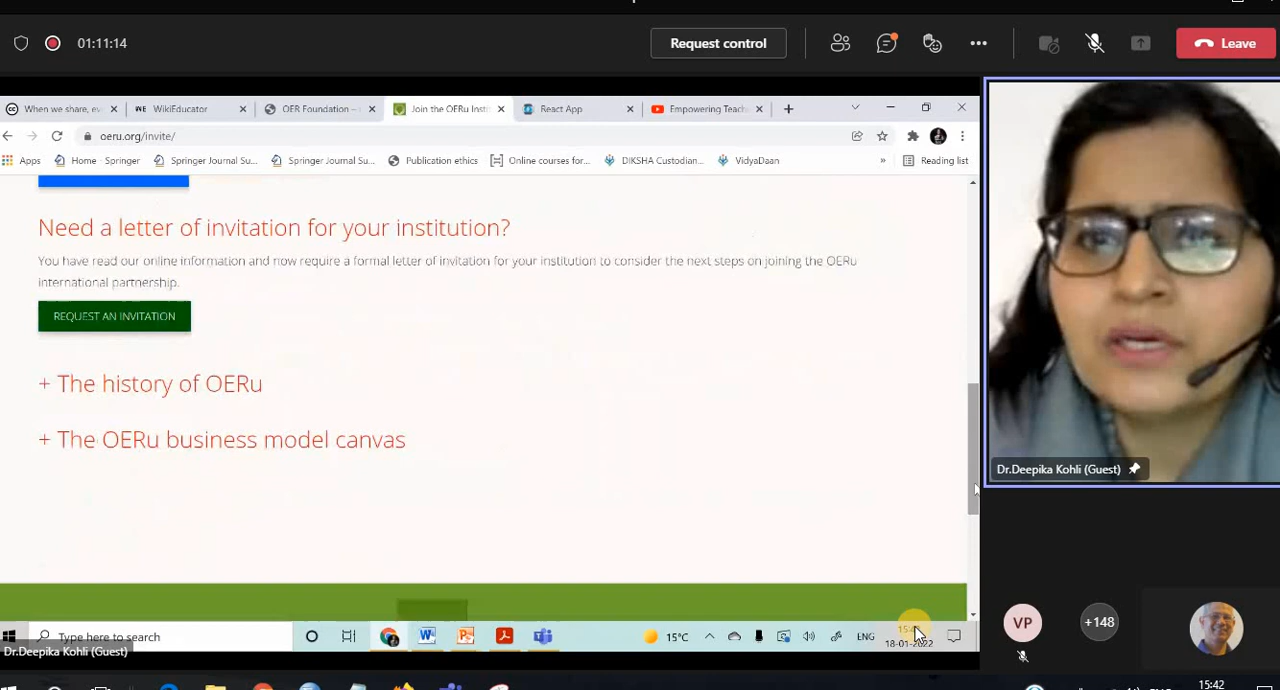 01:11:14
Request control
Leave
When we share, eve
WikiEducator
OER Foundation –
Join the OERu Instit
React App
Empowering Teach
oeru.org/invite/
Apps
Home - Springer
Springer Journal Su...
Springer Journal Su...
Publication ethics
Online courses for...
DIKSHA Custodian...
VidyaDaan
»
Reading list
Need a letter of invitation for your institution?
You have read our online information and now require a formal letter of invitation for your institution to consider the next steps on joining the OERu
international partnership.
REQUEST AN INVITATION
+ The history of OERu
+ The OERu business model canvas
Dr.Deepika Kohli (Guest)
VP
+148
Type here to search
15°C
ENG
18-01-2022
Dr.Deepika Kohli (Guest)
15:42